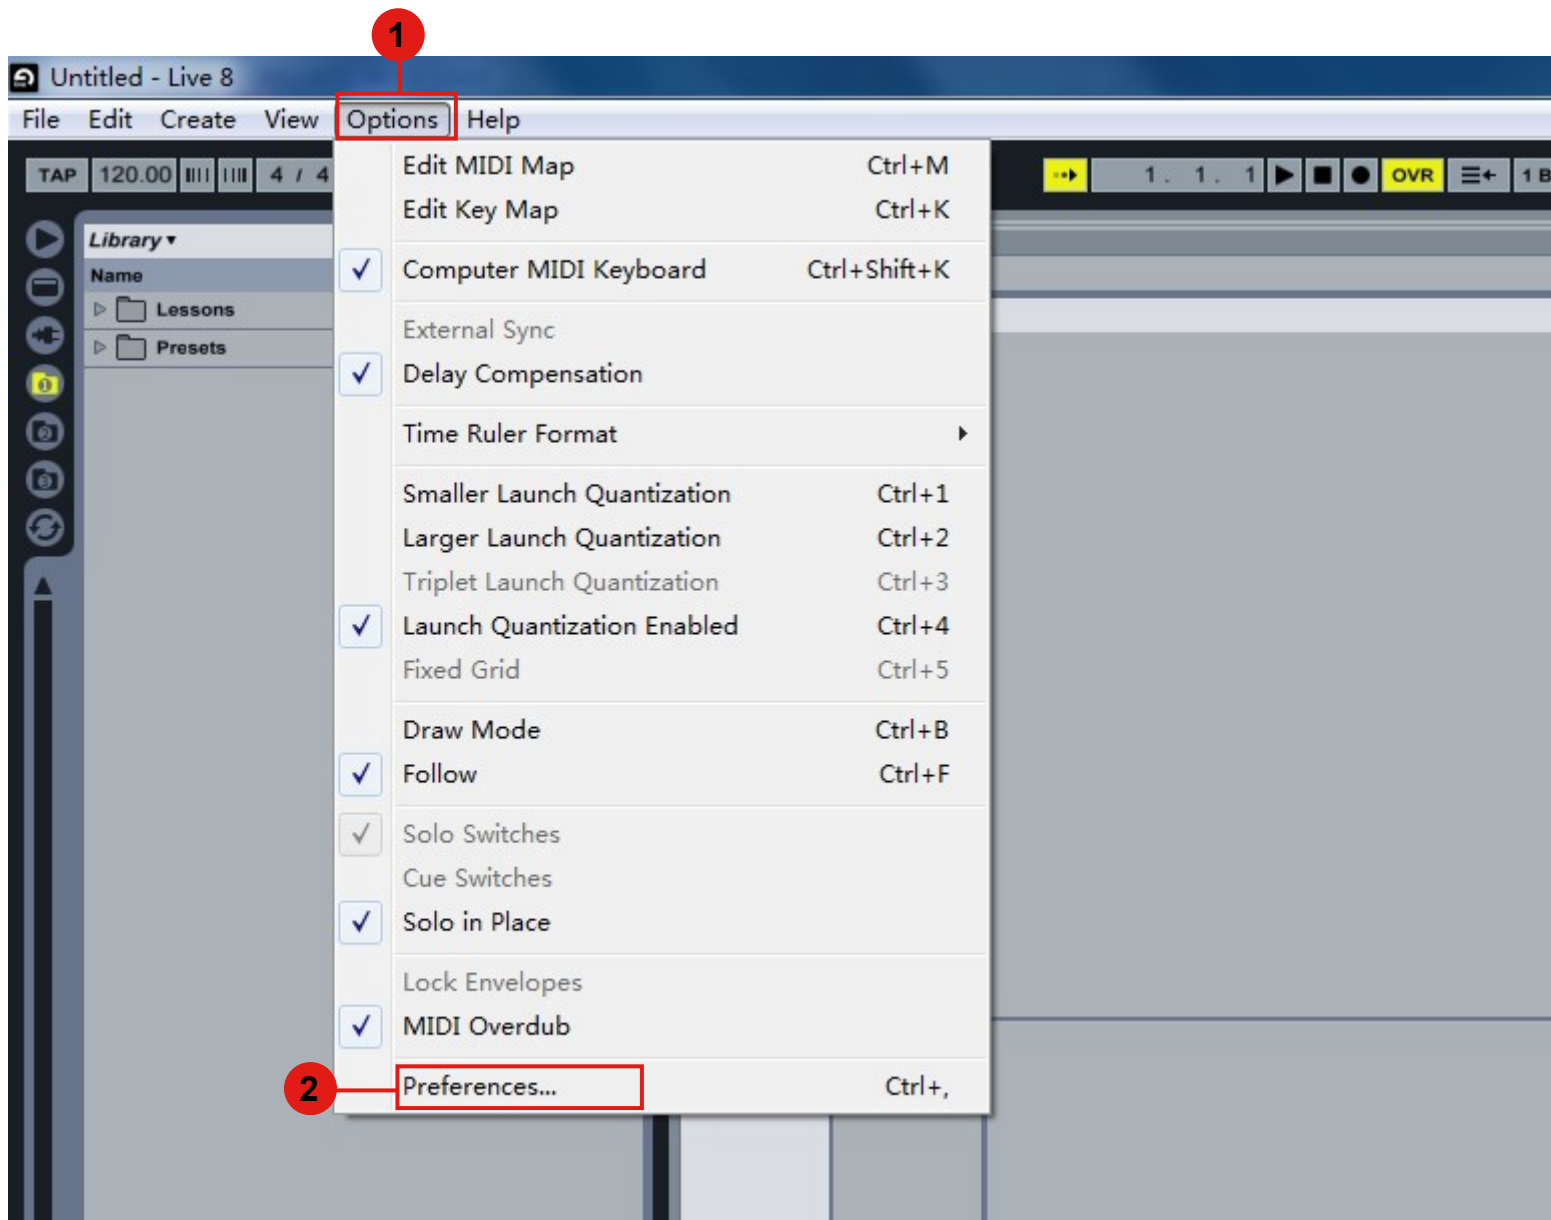 1
Untitled - Live 8
File Edit Create View Options Help
TAP 120.00 4 / 4 1. 1. 1 OVR 1 B
Library
Name
Lessons
Presets
1
2
3
Edit MIDI Map Ctrl+M
Edit Key Map Ctrl+K
Computer MIDI Keyboard Ctrl+Shift+K
External Sync
Delay Compensation
Time Ruler Format
Smaller Launch Quantization Ctrl+1
Larger Launch Quantization Ctrl+2
Triplet Launch Quantization Ctrl+3
Launch Quantization Enabled Ctrl+4
Fixed Grid Ctrl+5
Draw Mode Ctrl+B
Follow Ctrl+F
Solo Switches
Cue Switches
Solo in Place
Lock Envelopes
MIDI Overdub
2 Preferences... Ctrl+,